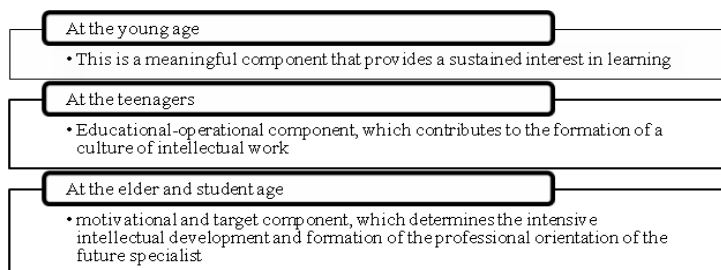 At the young age
• This is a meaningful component that provides a sustained interest in learning
At the teenagers
• Educational-operational component, which contributes to the formation of a
culture of intellectual work
At the elder and student age
• motivational and target component, which determines the intensive
intellectual development and formation of the professional orientation of the
future specialist